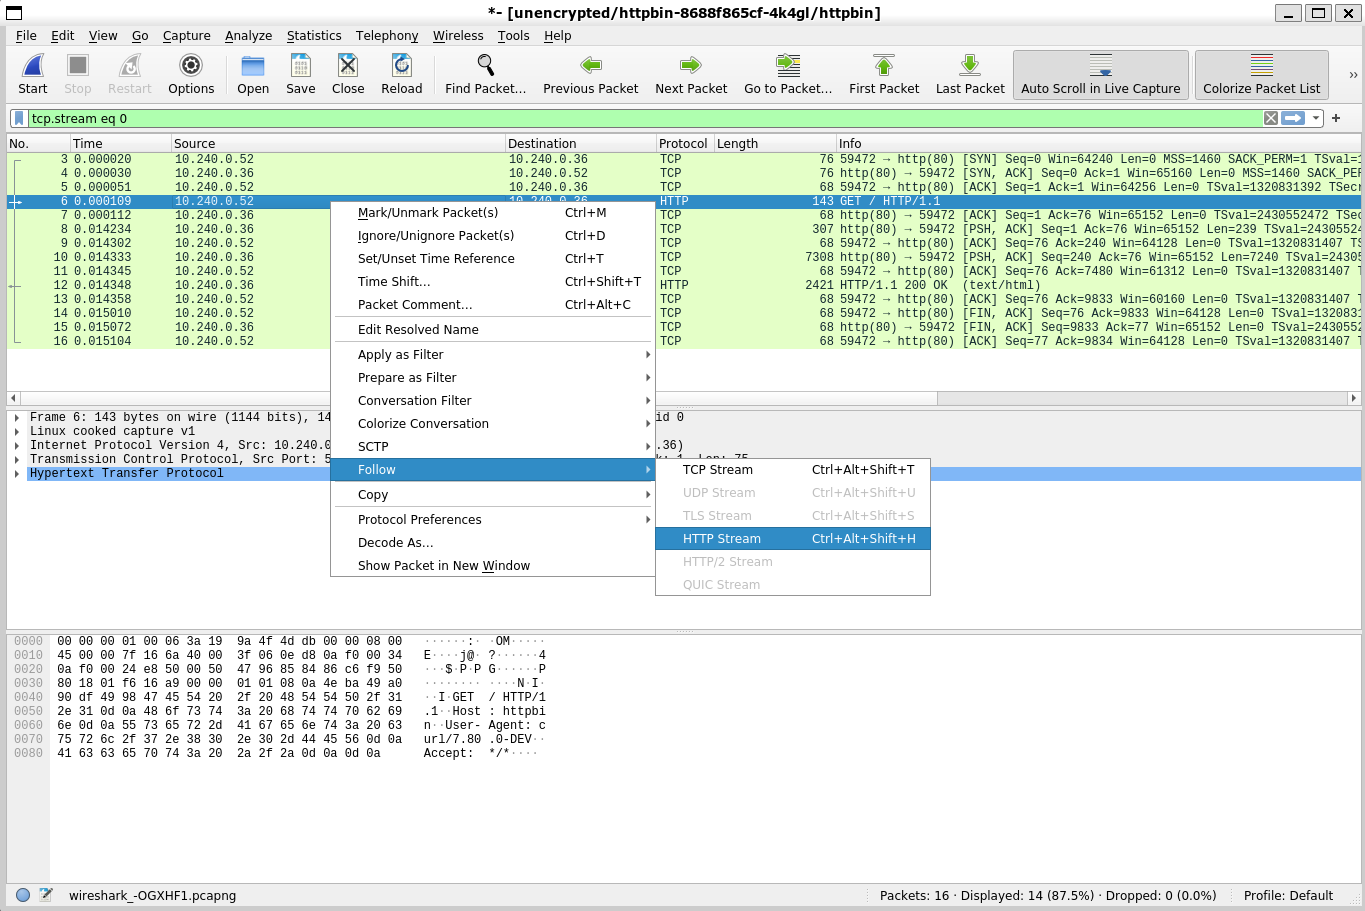 *- [unencrypted/httpbin-8688f865cf-4k4gl/httpbin]
File Edit View Go Capture Analyze Statistics Telephony Wireless Tools Help
Start Stop Restart Options Open Save Close Reload Find Packet... Previous Packet Next Packet Go to Packet... First Packet Last Packet Auto Scroll in Live Capture Colorize Packet List
tcp.stream eq 0
No. Time Source Destination Protocol Length Info
3 0.000020 10.240.0.52 10.240.0.36 TCP 76 59472 → http(80) [SYN] Seq=0 Win=64240 Len=0 MSS=1460 SACK_PERM=1 TSval=1
4 0.000030 10.240.0.36 10.240.0.52 TCP 76 http(80) → 59472 [SYN, ACK] Seq=0 Ack=1 Win=65160 Len=0 MSS=1460 SACK_PE
5 0.000051 10.240.0.52 10.240.0.36 TCP 68 59472 → http(80) [ACK] Seq=1 Ack=1 Win=64256 Len=0 TSval=1320831392 TSecr
6 0.000109 10.240.0.52 10.240.0.36 HTTP 143 GET / HTTP/1.1
7 0.000112 10.240.0.36 TCP 68 http(80) → 59472 [ACK] Seq=1 Ack=76 Win=65152 Len=0 TSval=2430552472 TSec
8 0.014234 10.240.0.36 TCP 307 http(80) → 59472 [PSH, ACK] Seq=1 Ack=76 Win=65152 Len=239 TSval=24305524
9 0.014302 10.240.0.52 TCP 68 59472 → http(80) [ACK] Seq=76 Ack=240 Win=64128 Len=0 TSval=1320831407 TS
10 0.014333 10.240.0.36 TCP 7308 http(80) → 59472 [PSH, ACK] Seq=240 Ack=76 Win=65152 Len=7240 TSval=24305
11 0.014345 10.240.0.52 TCP 68 59472 → http(80) [ACK] Seq=76 Ack=7480 Win=61312 Len=0 TSval=1320831407 T
12 0.014348 10.240.0.36 HTTP 2421 HTTP/1.1 200 OK  (text/html)
13 0.014358 10.240.0.52 TCP 68 59472 → http(80) [ACK] Seq=76 Ack=9833 Win=60160 Len=0 TSval=1320831407 T
14 0.015010 10.240.0.52 TCP 68 59472 → http(80) [FIN, ACK] Seq=76 Ack=9833 Win=64128 Len=0 TSval=1320831
15 0.015072 10.240.0.36 TCP 68 http(80) → 59472 [FIN, ACK] Seq=9833 Ack=77 Win=65152 Len=0 TSval=2430552
16 0.015104 10.240.0.52 TCP 68 59472 → http(80) [ACK] Seq=77 Ack=9834 Win=64128 Len=0 TSval=1320831407 T
Mark/Unmark Packet(s) Ctrl+M
Ignore/Unignore Packet(s) Ctrl+D
Set/Unset Time Reference Ctrl+T
Time Shift... Ctrl+Shift+T
Packet Comment... Ctrl+Alt+C
Edit Resolved Name
Apply as Filter
Prepare as Filter
Conversation Filter
Colorize Conversation
SCTP
Follow
Copy
Protocol Preferences
Decode As...
Show Packet in New Window
TCP Stream Ctrl+Alt+Shift+T
UDP Stream Ctrl+Alt+Shift+U
TLS Stream Ctrl+Alt+Shift+S
HTTP Stream Ctrl+Alt+Shift+H
HTTP/2 Stream
QUIC Stream
Frame 6: 143 bytes on wire (1144 bits), 14 id 0
Linux cooked capture v1
Internet Protocol Version 4, Src: 10.240.0 .36)
Transmission Control Protocol, Src Port: 5 k: 1, Len: 75
Hypertext Transfer Protocol
0000 00 00 00 01 00 06 3a 19 9a 4f 4d db 00 00 08 00 ······:· ·OM·····
0010 45 00 00 7f 16 6a 40 00 3f 06 0e d8 0a f0 00 34 E····j@· ?······4
0020 0a f0 00 24 e8 50 00 50 47 96 85 84 86 c6 f9 50 ···$·P·P G······P
0030 80 18 01 f6 16 a9 00 00 01 01 08 0a 4e ba 49 a0 ········ ····N·I·
0040 90 df 49 98 47 45 54 20 2f 20 48 54 54 50 2f 31 ··I·GET  / HTTP/1
0050 2e 31 0d 0a 48 6f 73 74 3a 20 68 74 74 70 62 69 .1··Host : httpbi
0060 6e 0d 0a 55 73 65 72 2d 41 67 65 6e 74 3a 20 63 n··User- Agent: c
0070 75 72 6c 2f 37 2e 38 30 2e 30 2d 44 45 56 0d 0a url/7.80 .0-DEV··
0080 41 63 63 65 70 74 3a 20 2a 2f 2a 0d 0a 0d 0a Accept:  */*····
wireshark_-OGXHF1.pcapng Packets: 16 · Displayed: 14 (87.5%) · Dropped: 0 (0.0%) Profile: Default